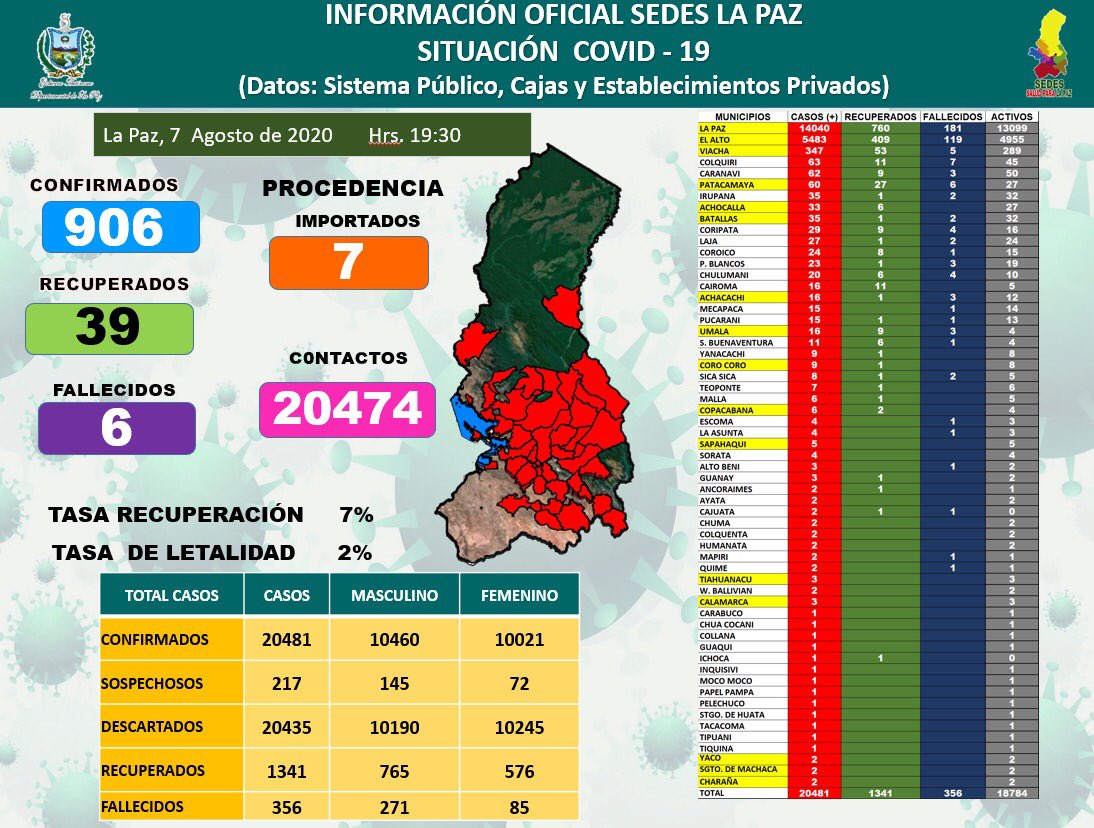 INFORMACIÓN OFICIAL SEDES LA PAZ
SITUACIÓN COVID - 19
(Datos: Sistema Público, Cajas y Establecimientos Privados)
SEDES
SALUD PARA LA PAZ
La Paz, 7 Agosto de 2020 Hrs. 19:30
CONFIRMADOS
906
RECUPERADOS
39
FALLECIDOS
6
PROCEDENCIA
IMPORTADOS
7
C0NTACTOS
20474
TASA RECUPERACIÓN 7%
TASA DE LETALIDAD 2%
TOTAL CASOS CASOS MASCULINO FEMENINO
CONFIRMADOS 20481 10460 10021
SOSPECHOSOS 217 145 72
DESCARTADOS 20435 10190 10245
RECUPERADOS 1341 765 576
FALLECIDOS 356 271 85
MUNICIPIOS CASOS (+) RECUPERADOS FALLECIDOS ACTIVOS
LA PAZ 14040 760 181 13099
EL ALTO 5483 409 119 4955
VIACHA 347 53 5 289
COLQUIRI 63 11 7 45
CARANAVI 62 9 3 50
PATACAMAYA 60 27 6 27
IRUPANA 35 1 2 32
ACHOCALLA 33 6 27
BATALLAS 35 1 2 32
CORIPATA 29 9 4 16
LAJA 27 1 2 24
COROICO 24 8 1 15
P. BLANCOS 23 1 3 19
CHULUMANI 20 6 4 10
CAIROMA 16 11 5
ACHACACHI 16 1 3 12
MECAPACA 15 1 14
PUCARANI 15 1 1 13
UMALA 16 9 3 4
S. BUENAVENTURA 11 6 1 4
YANACACHI 9 1 8
CORO CORO 9 1 8
SICA SICA 8 1 2 5
TEOPONTE 7 1 6
MALLA 6 1 5
COPACABANA 6 2 4
ESCOMA 4 1 3
LA ASUNTA 4 1 3
SAPAHAQUI 5 5
SORATA 4 4
ALTO BENI 3 1 2
GUANAY 3 1 2
ANCORAIMES 2 1 1
AYATA 2 2
CAJUATA 2 1 1 0
CHUMA 2 2
COLQUENTA 2 2
HUMANATA 2 2
MAPIRI 2 1 1
QUIME 2 1 1
TIAHUANACU 3 3
W. BALLIVIAN 2 2
CALAMARCA 3 3
CARABUCO 1 1
CHUA COCANI 1 1
COLLANA 1 1
GUAQUI 1 1
ICHOCA 1 1 0
INQUISIVI 1 1
MOCO MOCO 1 1
PAPEL PAMPA 1 1
PELECHUCO 1 1
STGO. DE HUATA 1 1
TACACOMA 1 1
TIPUANI 1 1
TIQUINA 1 1
YACO 2 2
SGTO. DE MACHACA 2 2
CHARAÑA 2 2
TOTAL 20481 1341 356 18784